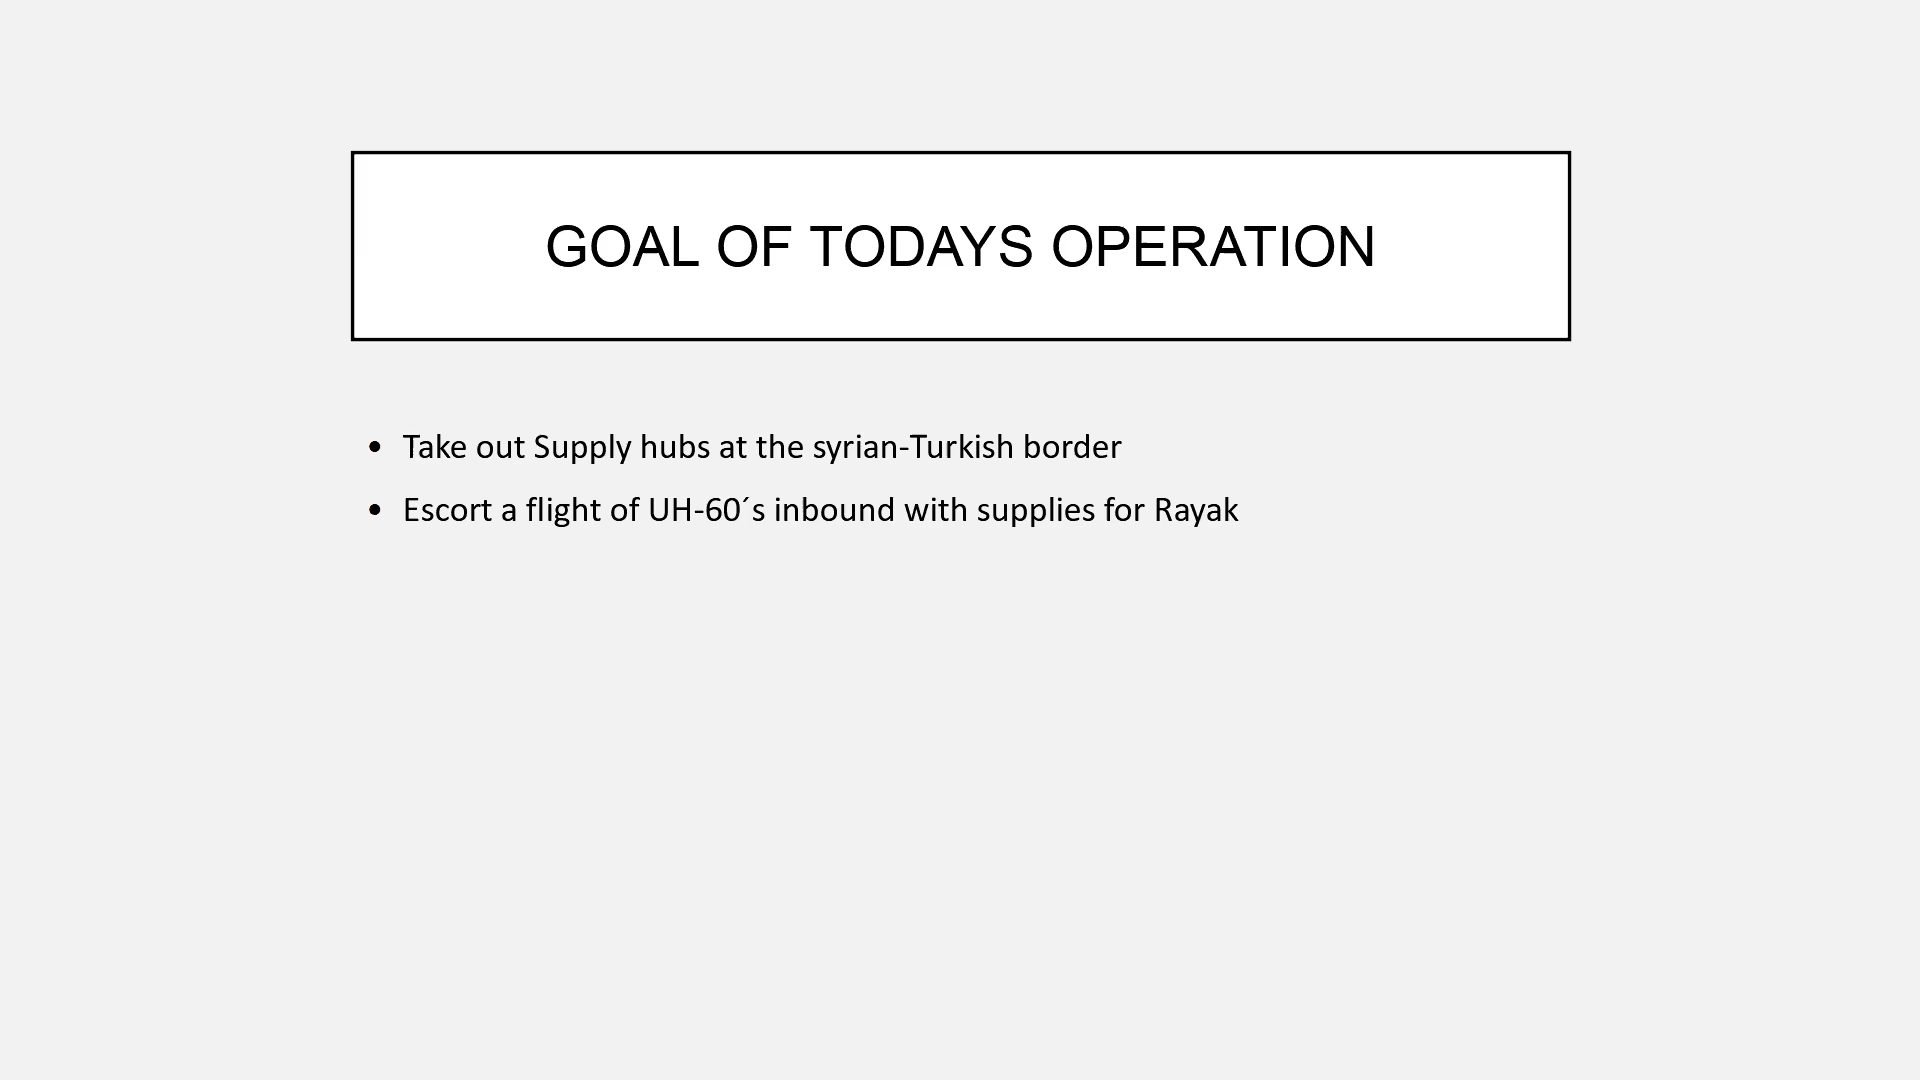 GOAL OF TODAYS OPERATION
• Take out Supply hubs at the syrian-Turkish border
• Escort a flight of UH-60´s inbound with supplies for Rayak